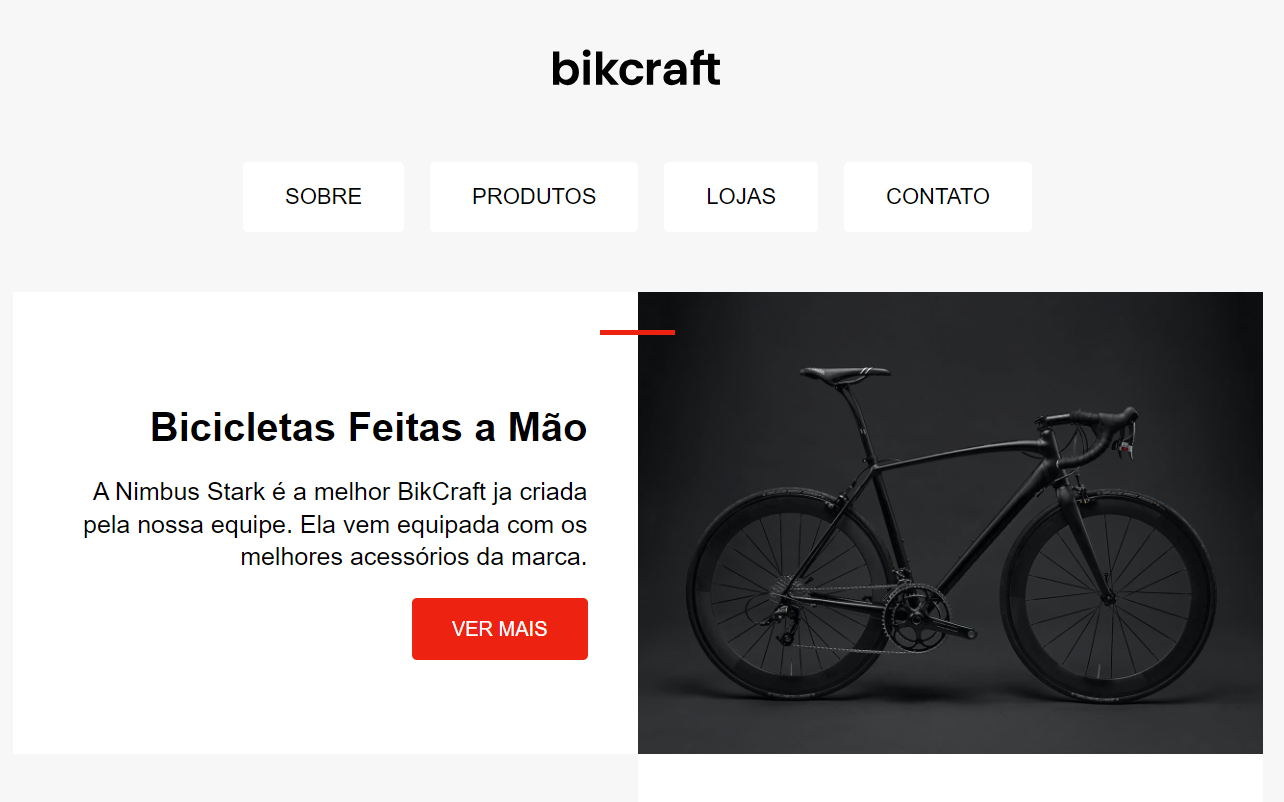 bikcraft
SOBRE
PRODUTOS
LOJAS
CONTATO
Bicicletas Feitas a Mão
A Nimbus Stark é a melhor BikCraft ja criada
pela nossa equipe. Ela vem equipada com os
melhores acessórios da marca.
VER MAIS